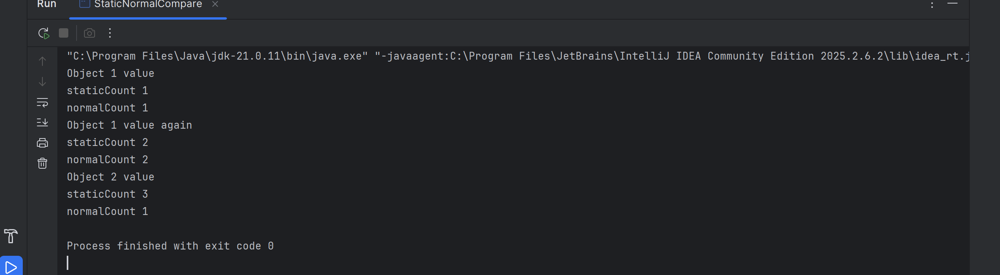 Run StaticNormalCompare
"C:\Program Files\Java\jdk-21.0.11\bin\java.exe" "-javaagent:C:\Program Files\JetBrains\IntelliJ IDEA Community Edition 2025.2.6.2\lib\idea_rt.j
Object 1 value
staticCount 1
normalCount 1
Object 1 value again
staticCount 2
normalCount 2
Object 2 value
staticCount 3
normalCount 1
Process finished with exit code 0